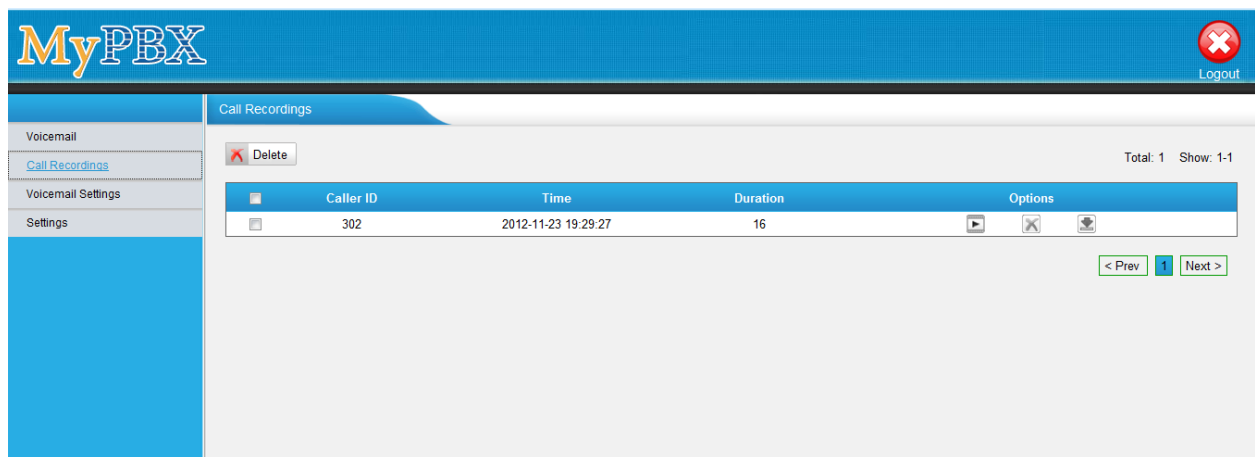 MyPBX
Logout
Call Recordings
Voicemail
Call Recordings
Voicemail Settings
Settings
Delete
Total: 1 Show: 1-1
Caller ID Time Duration Options
302 2012-11-23 19:29:27 16
< Prev 1 Next >